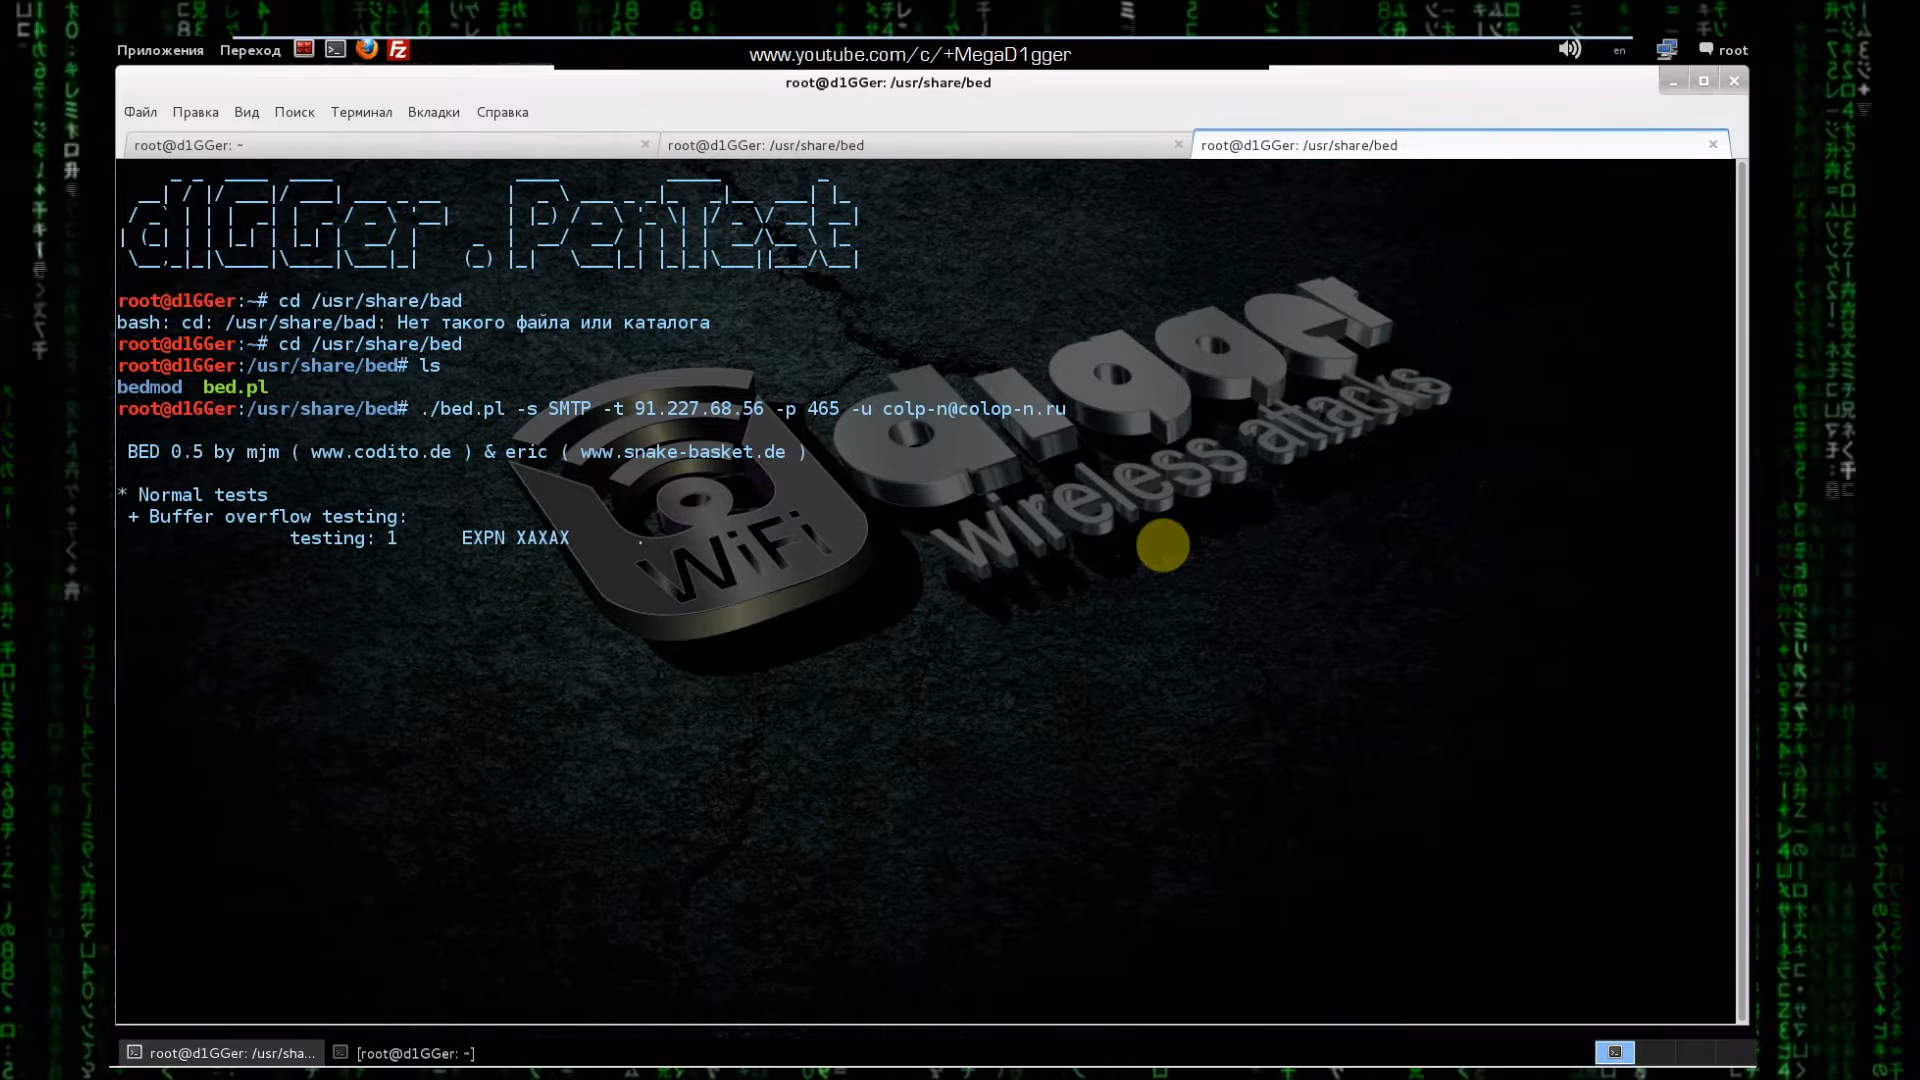 www.youtube.com/c/+MegaD1gger
Приложения Переход en root
root@d1GGer: /usr/share/bed
Файл Правка Вид Поиск Терминал Вкладки Справка
root@d1GGer: ~ root@d1GGer: /usr/share/bed root@d1GGer: /usr/share/bed
d1GGer . PenTest
root@d1GGer:~# cd /usr/share/bad
bash: cd: /usr/share/bad: Нет такого файла или каталога
root@d1GGer:~# cd /usr/share/bed
root@d1GGer:/usr/share/bed# ls
bedmod bed.pl
root@d1GGer:/usr/share/bed# ./bed.pl -s SMTP -t 91.227.68.56 -p 465 -u colp-n@colop-n.ru
BED 0.5 by mjm ( www.codito.de ) & eric ( www.snake-basket.de )
* Normal tests
+ Buffer overflow testing:
testing: 1 EXPN XAXAX .
WiFi
digger
wireless attacks
root@d1GGer: /usr/sha... [root@d1GGer: ~]